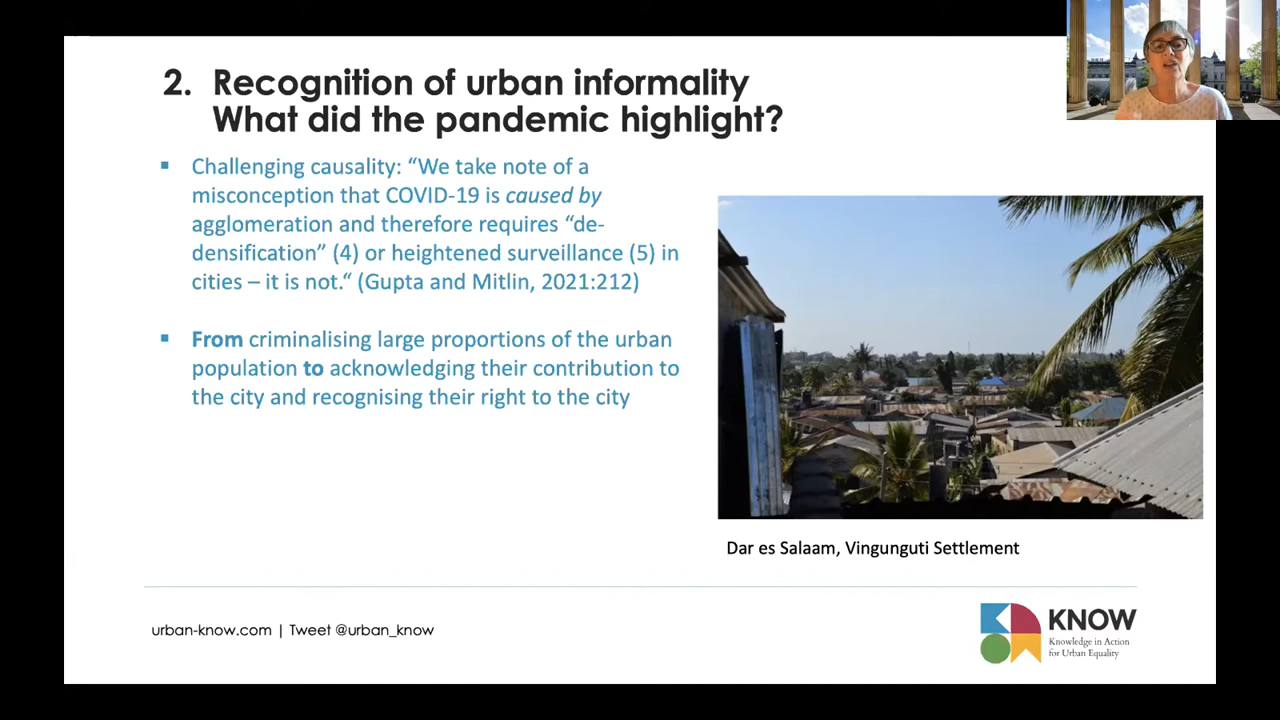 2. Recognition of urban informality
What did the pandemic highlight?
▪ Challenging causality: “We take note of a
misconception that COVID-19 is caused by
agglomeration and therefore requires “de-
densification” (4) or heightened surveillance (5) in
cities – it is not.“ (Gupta and Mitlin, 2021:212)
▪ From criminalising large proportions of the urban
population to acknowledging their contribution to
the city and recognising their right to the city
Dar es Salaam, Vingunguti Settlement
urban-know.com | Tweet @urban_know
KNOW
Knowledge in Action
for Urban Equality